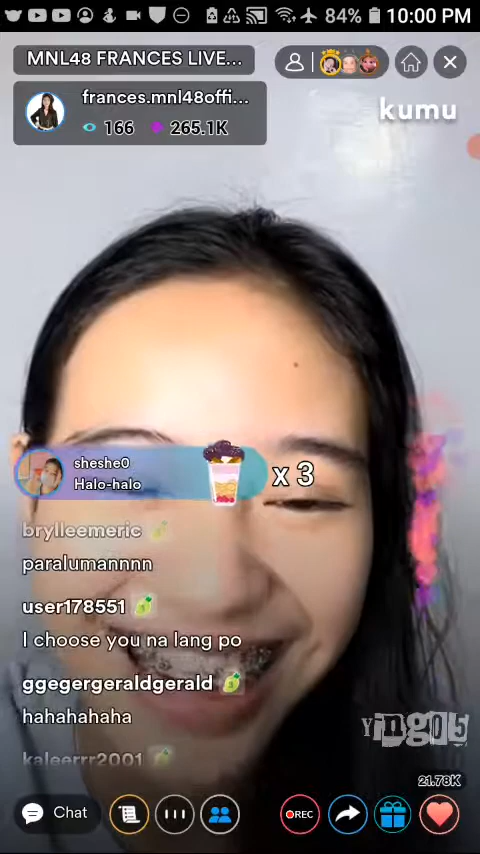 84% 10:00 PM
MNL48 FRANCES LIVE...
frances.mnl48offi...
166 265.1K
kumu
sheshe0
Halo-halo
x 3
brylleemeric
paralumannnn
user178551
I choose you na lang po
ggegergeraldgerald
hahahahaha
kaleerrr2001
Yngo5
21.78K
Chat
REC